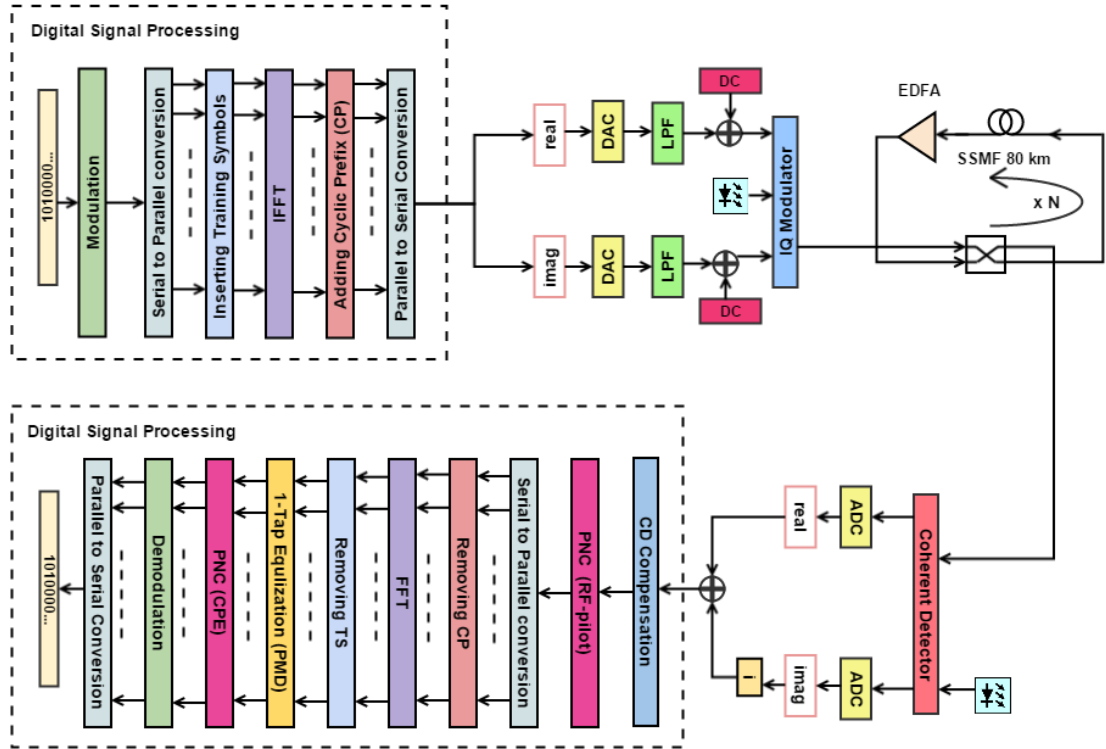 Digital Signal Processing
1010000...
Modulation
Serial to Parallel conversion
Inserting Training Symbols
IFFT
Adding Cyclic Prefix (CP)
Parallel to Serial Conversion
real
DAC
LPF
DC
imag
DAC
LPF
DC
IQ Modulator
EDFA
SSMF 80 km
x N
Digital Signal Processing
1010000...
Parallel to Serial Conversion
Demodulation
PNC (CPE)
1-Tap Equlization (PMD)
Removing TS
FFT
Removing CP
Serial to Parallel conversion
PNC (RF-pilot)
CD Compensation
real
ADC
i
imag
ADC
Coherent Detector